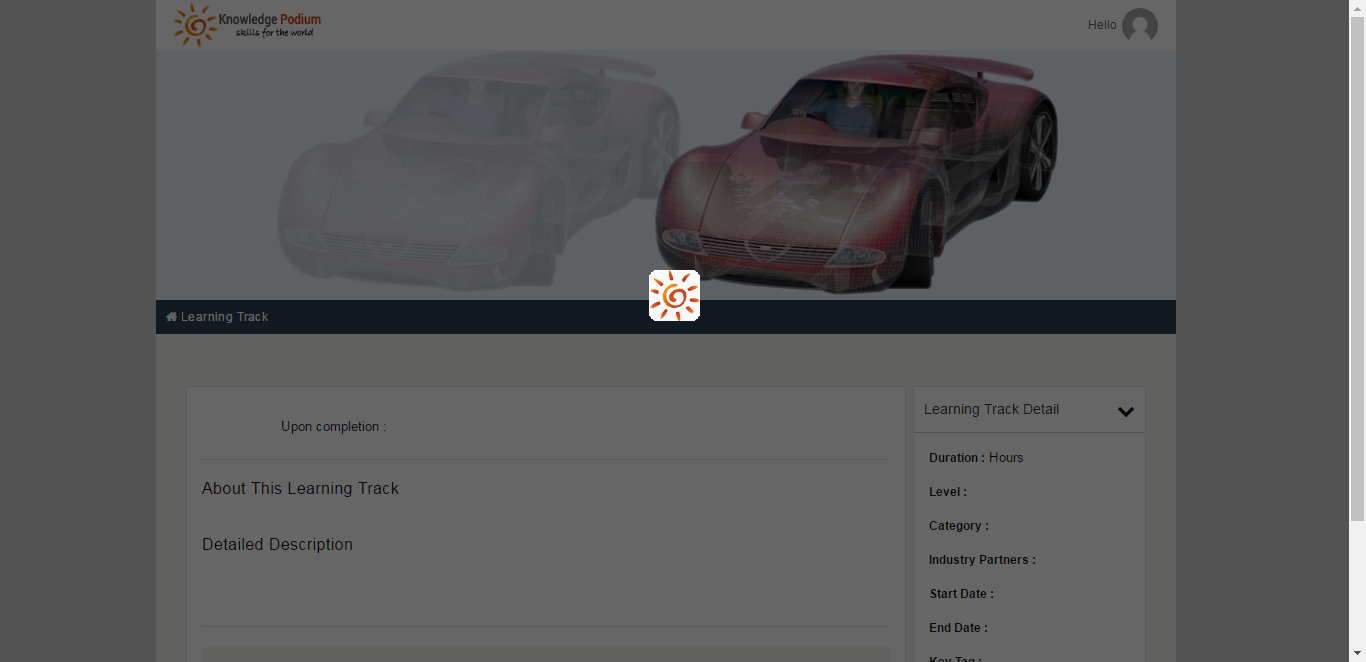 Knowledge Podium
skills for the world
Hello
Learning Track
Upon completion :
About This Learning Track
Detailed Description
Learning Track Detail
Duration : Hours
Level :
Category :
Industry Partners :
Start Date :
End Date :
Key Tag :